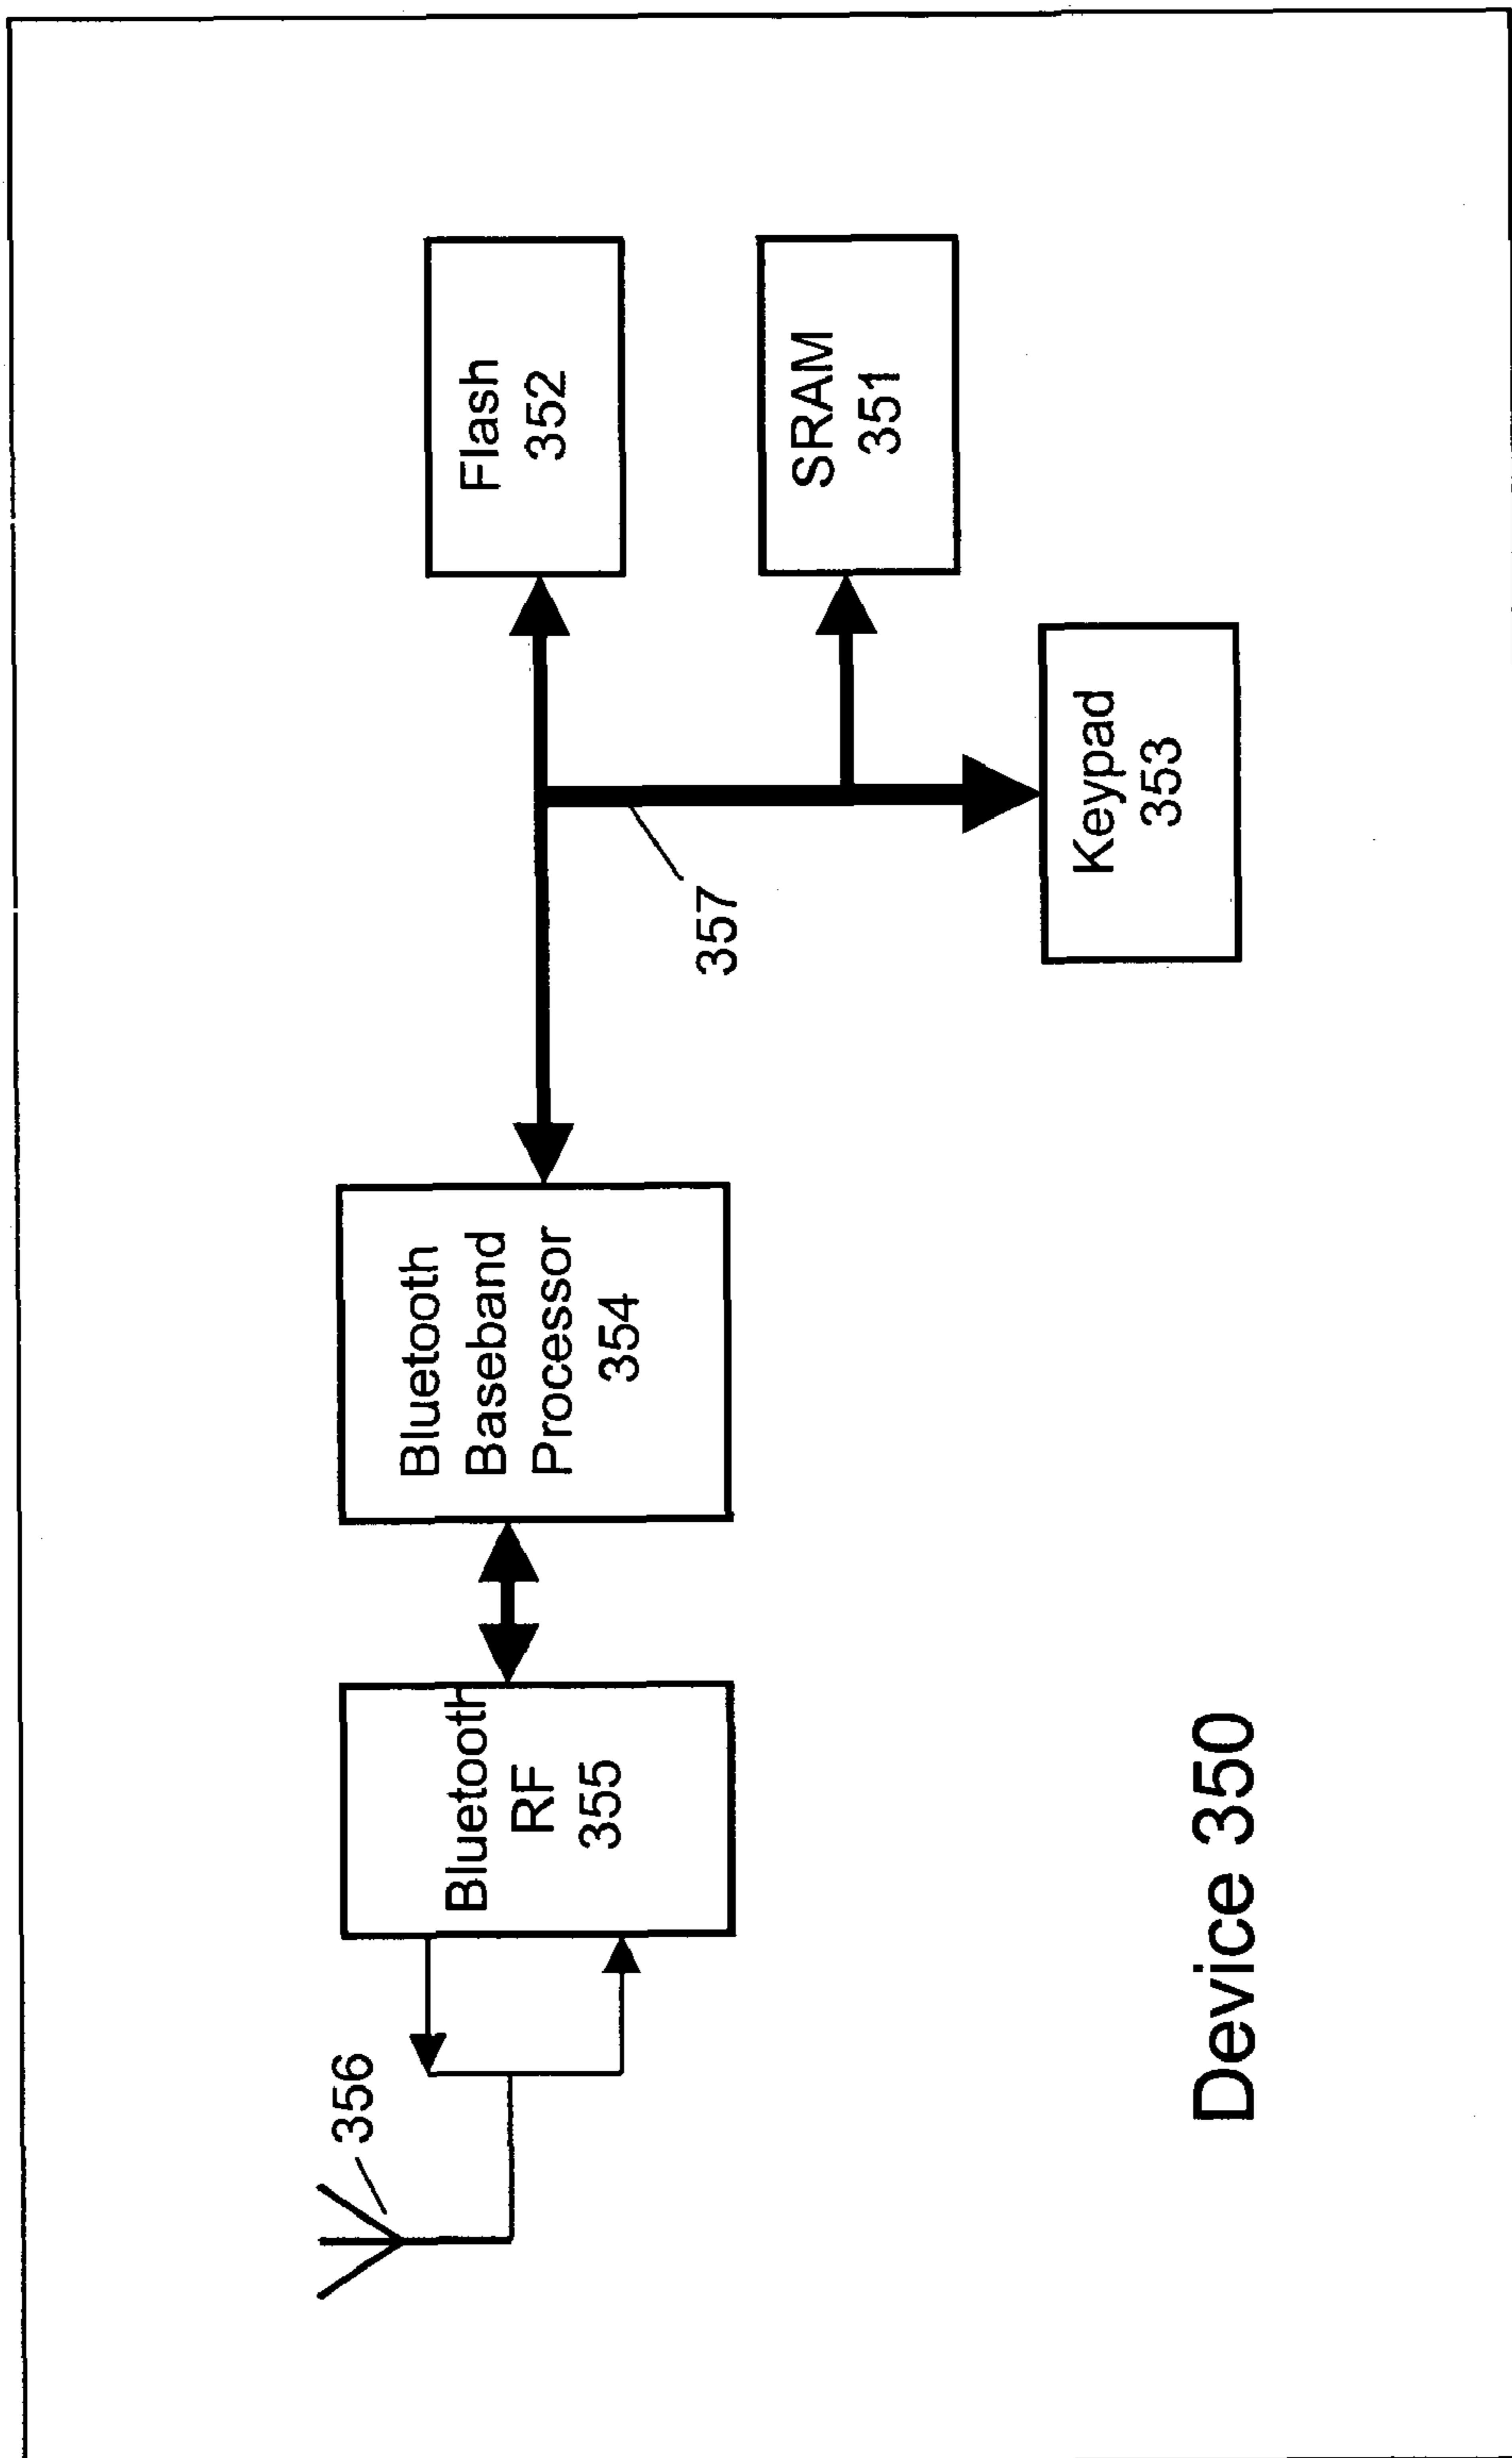 356
Bluetooth
RF
355
Bluetooth
Baseband
Processor
354
357
Flash
352
SRAM
351
Keypad
353
Device 350